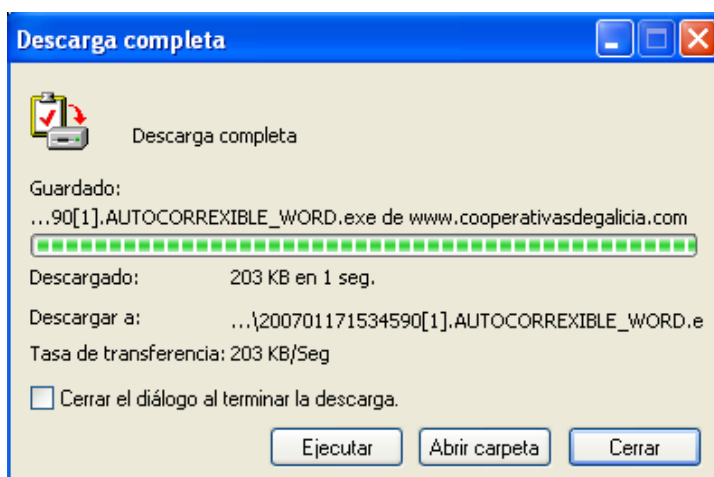 Descarga completa
Descarga completa
Guardado:
...90[1].AUTOCORREXIBLE_WORD.exe de www.cooperativasdegalicia.com
Descargado: 203 KB en 1 seg.
Descargar a: ...\200701171534590[1].AUTOCORREXIBLE_WORD.e
Tasa de transferencia: 203 KB/Seg
Cerrar el diálogo al terminar la descarga.
Ejecutar Abrir carpeta Cerrar